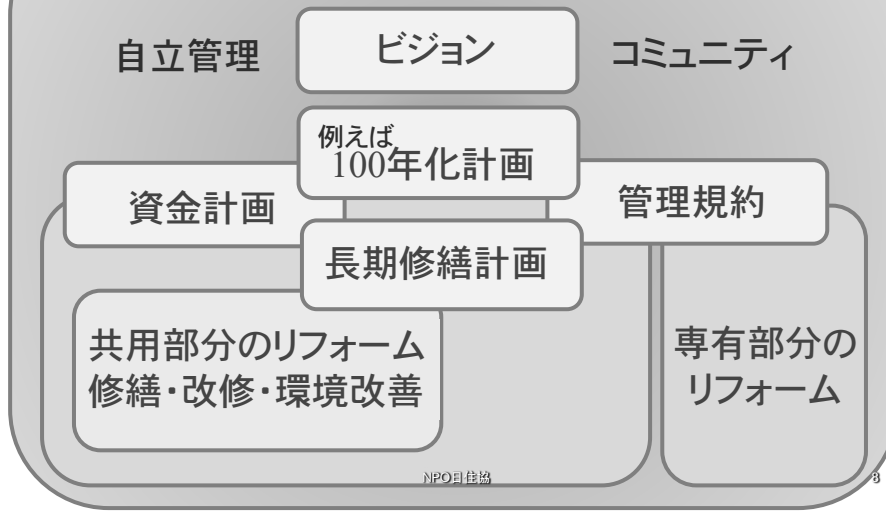 自立管理
ビジョン
コミュニティ
例えば
100年化計画
資金計画
管理規約
長期修繕計画
共用部分のリフォーム
修繕・改修・環境改善
専有部分の
リフォーム
NPO日住協
8